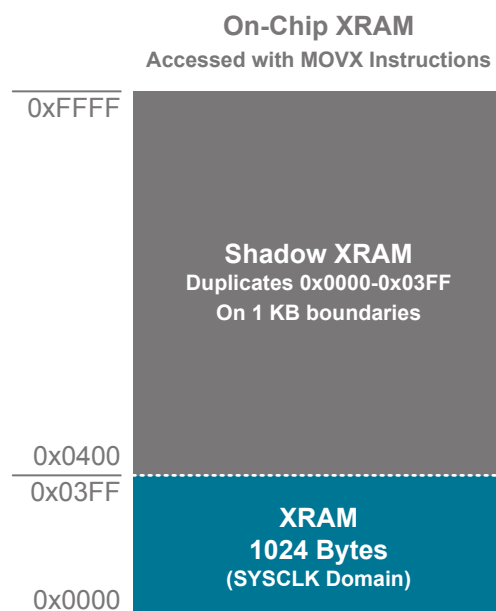 On-Chip XRAM
Accessed with MOVX Instructions
0xFFFF
Shadow XRAM
Duplicates 0x0000-0x03FF
On 1 KB boundaries
0x0400
0x03FF
XRAM
1024 Bytes
(SYSCLK Domain)
0x0000